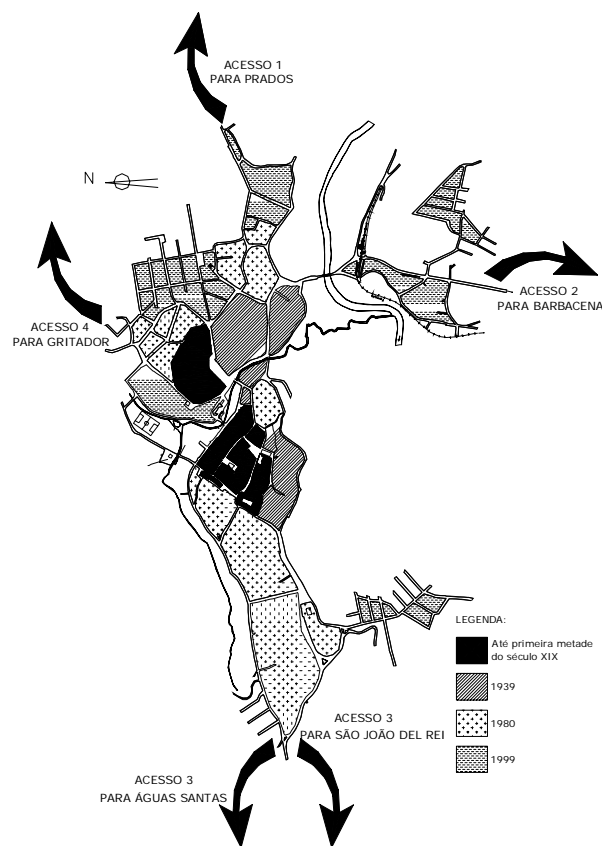 ACESSO 1
PARA PRADOS
N
ACESSO 2
PARA BARBACENA
ACESSO 4
PARA GRITADOR
LEGENDA:
Até primeira metade
do século XIX
1939
1980
1999
ACESSO 3
PARA SÃO JOÃO DEL REI
ACESSO 3
PARA ÁGUAS SANTAS